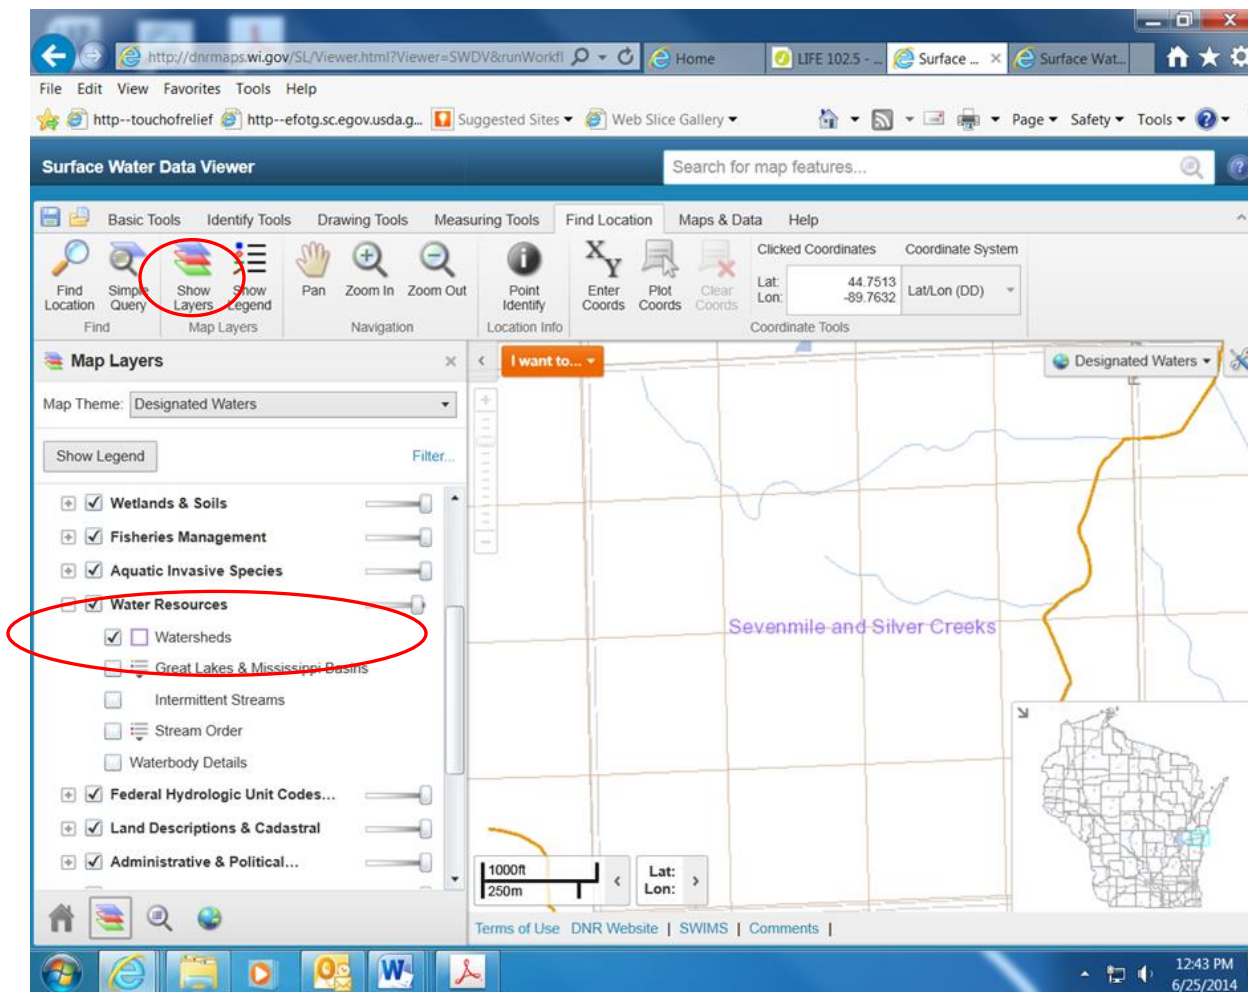 http://dnrmaps.wi.gov/SL/Viewer.html?Viewer=SWDV&runWorkfl
Home
LIFE 102.5 - ...
Surface ...
Surface Wat...
File Edit View Favorites Tools Help
http--touchofrelief
http--efotg.sc.egov.usda.g...
Suggested Sites
Web Slice Gallery
Page Safety Tools
Surface Water Data Viewer
Search for map features...
Basic Tools Identify Tools Drawing Tools Measuring Tools Find Location Maps & Data Help
Find Location
Simple Query
Show Layers
Show Legend
Pan
Zoom In
Zoom Out
Point Identify
Enter Coords
Plot Coords
Clear Coords
Clicked Coordinates
Lat: 44.7513
Lon: -89.7632
Coordinate System
Lat/Lon (DD)
Find
Map Layers
Navigation
Location Info
Coordinate Tools
Map Layers
Map Theme: Designated Waters
Show Legend
Filter...
Wetlands & Soils
Fisheries Management
Aquatic Invasive Species
Water Resources
Watersheds
Great Lakes & Mississippi Basins
Intermittent Streams
Stream Order
Waterbody Details
Federal Hydrologic Unit Codes...
Land Descriptions & Cadastral
Administrative & Political...
I want to...
Designated Waters
Sevenmile and Silver Creeks
1000ft
250m
Lat:
Lon:
Terms of Use DNR Website | SWIMS | Comments |
12:43 PM
6/25/2014